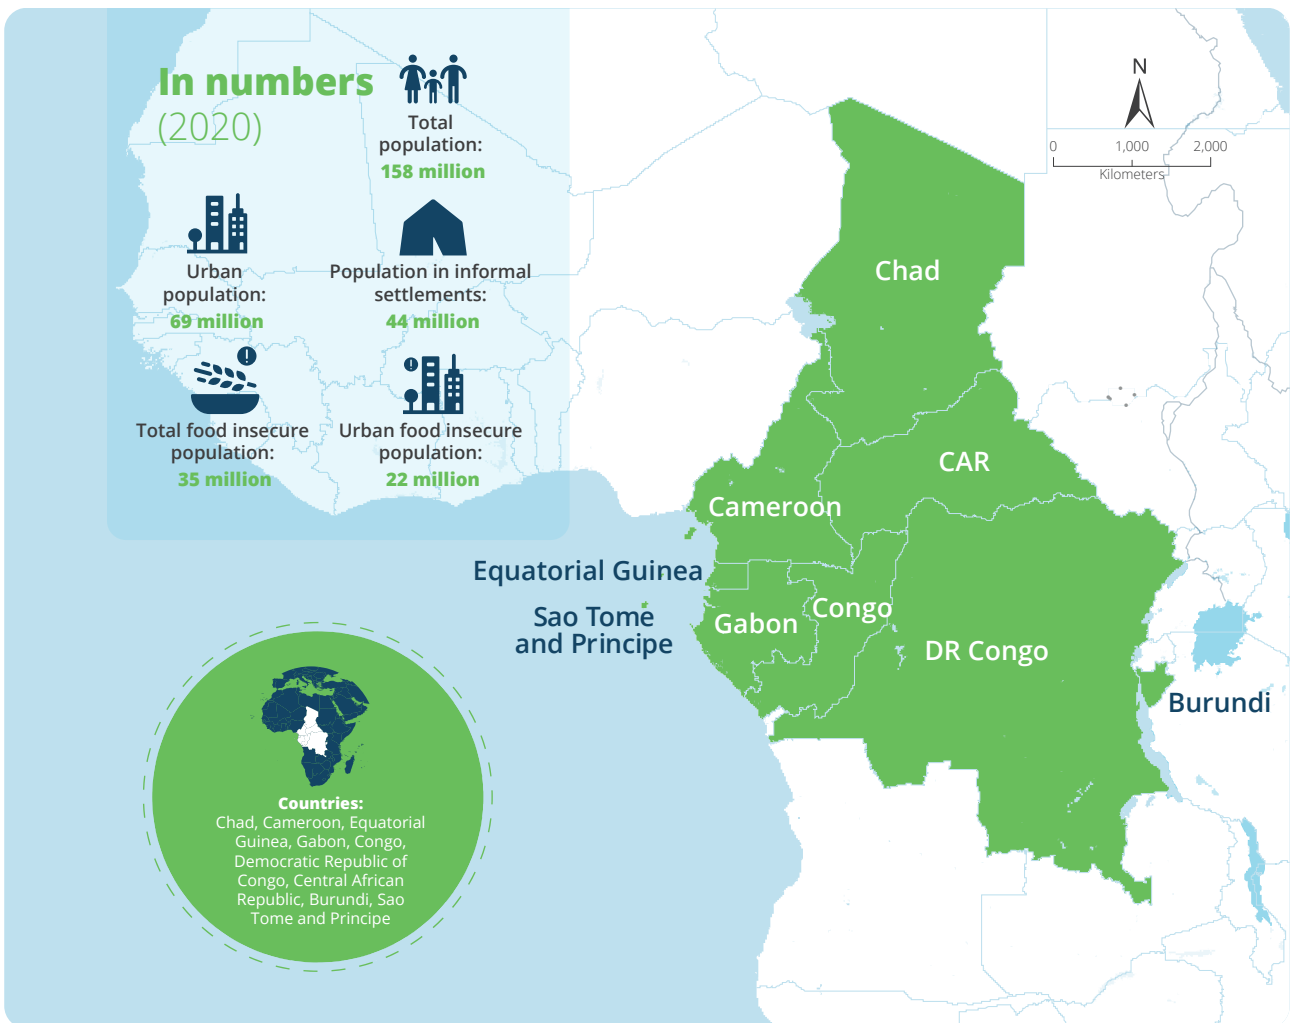 In numbers
(2020)
Total
population:
158 million
Urban
population:
69 million
Population in informal
settlements:
44 million
Total food insecure
population:
35 million
Urban food insecure
population:
22 million
N
0 1,000 2,000
Kilometers
Chad
CAR
Cameroon
Equatorial Guinea
Sao Tome
and Principe
Gabon
Congo
DR Congo
Burundi
Countries:
Chad, Cameroon, Equatorial
Guinea, Gabon, Congo,
Democratic Republic of
Congo, Central African
Republic, Burundi, Sao
Tome and Principe